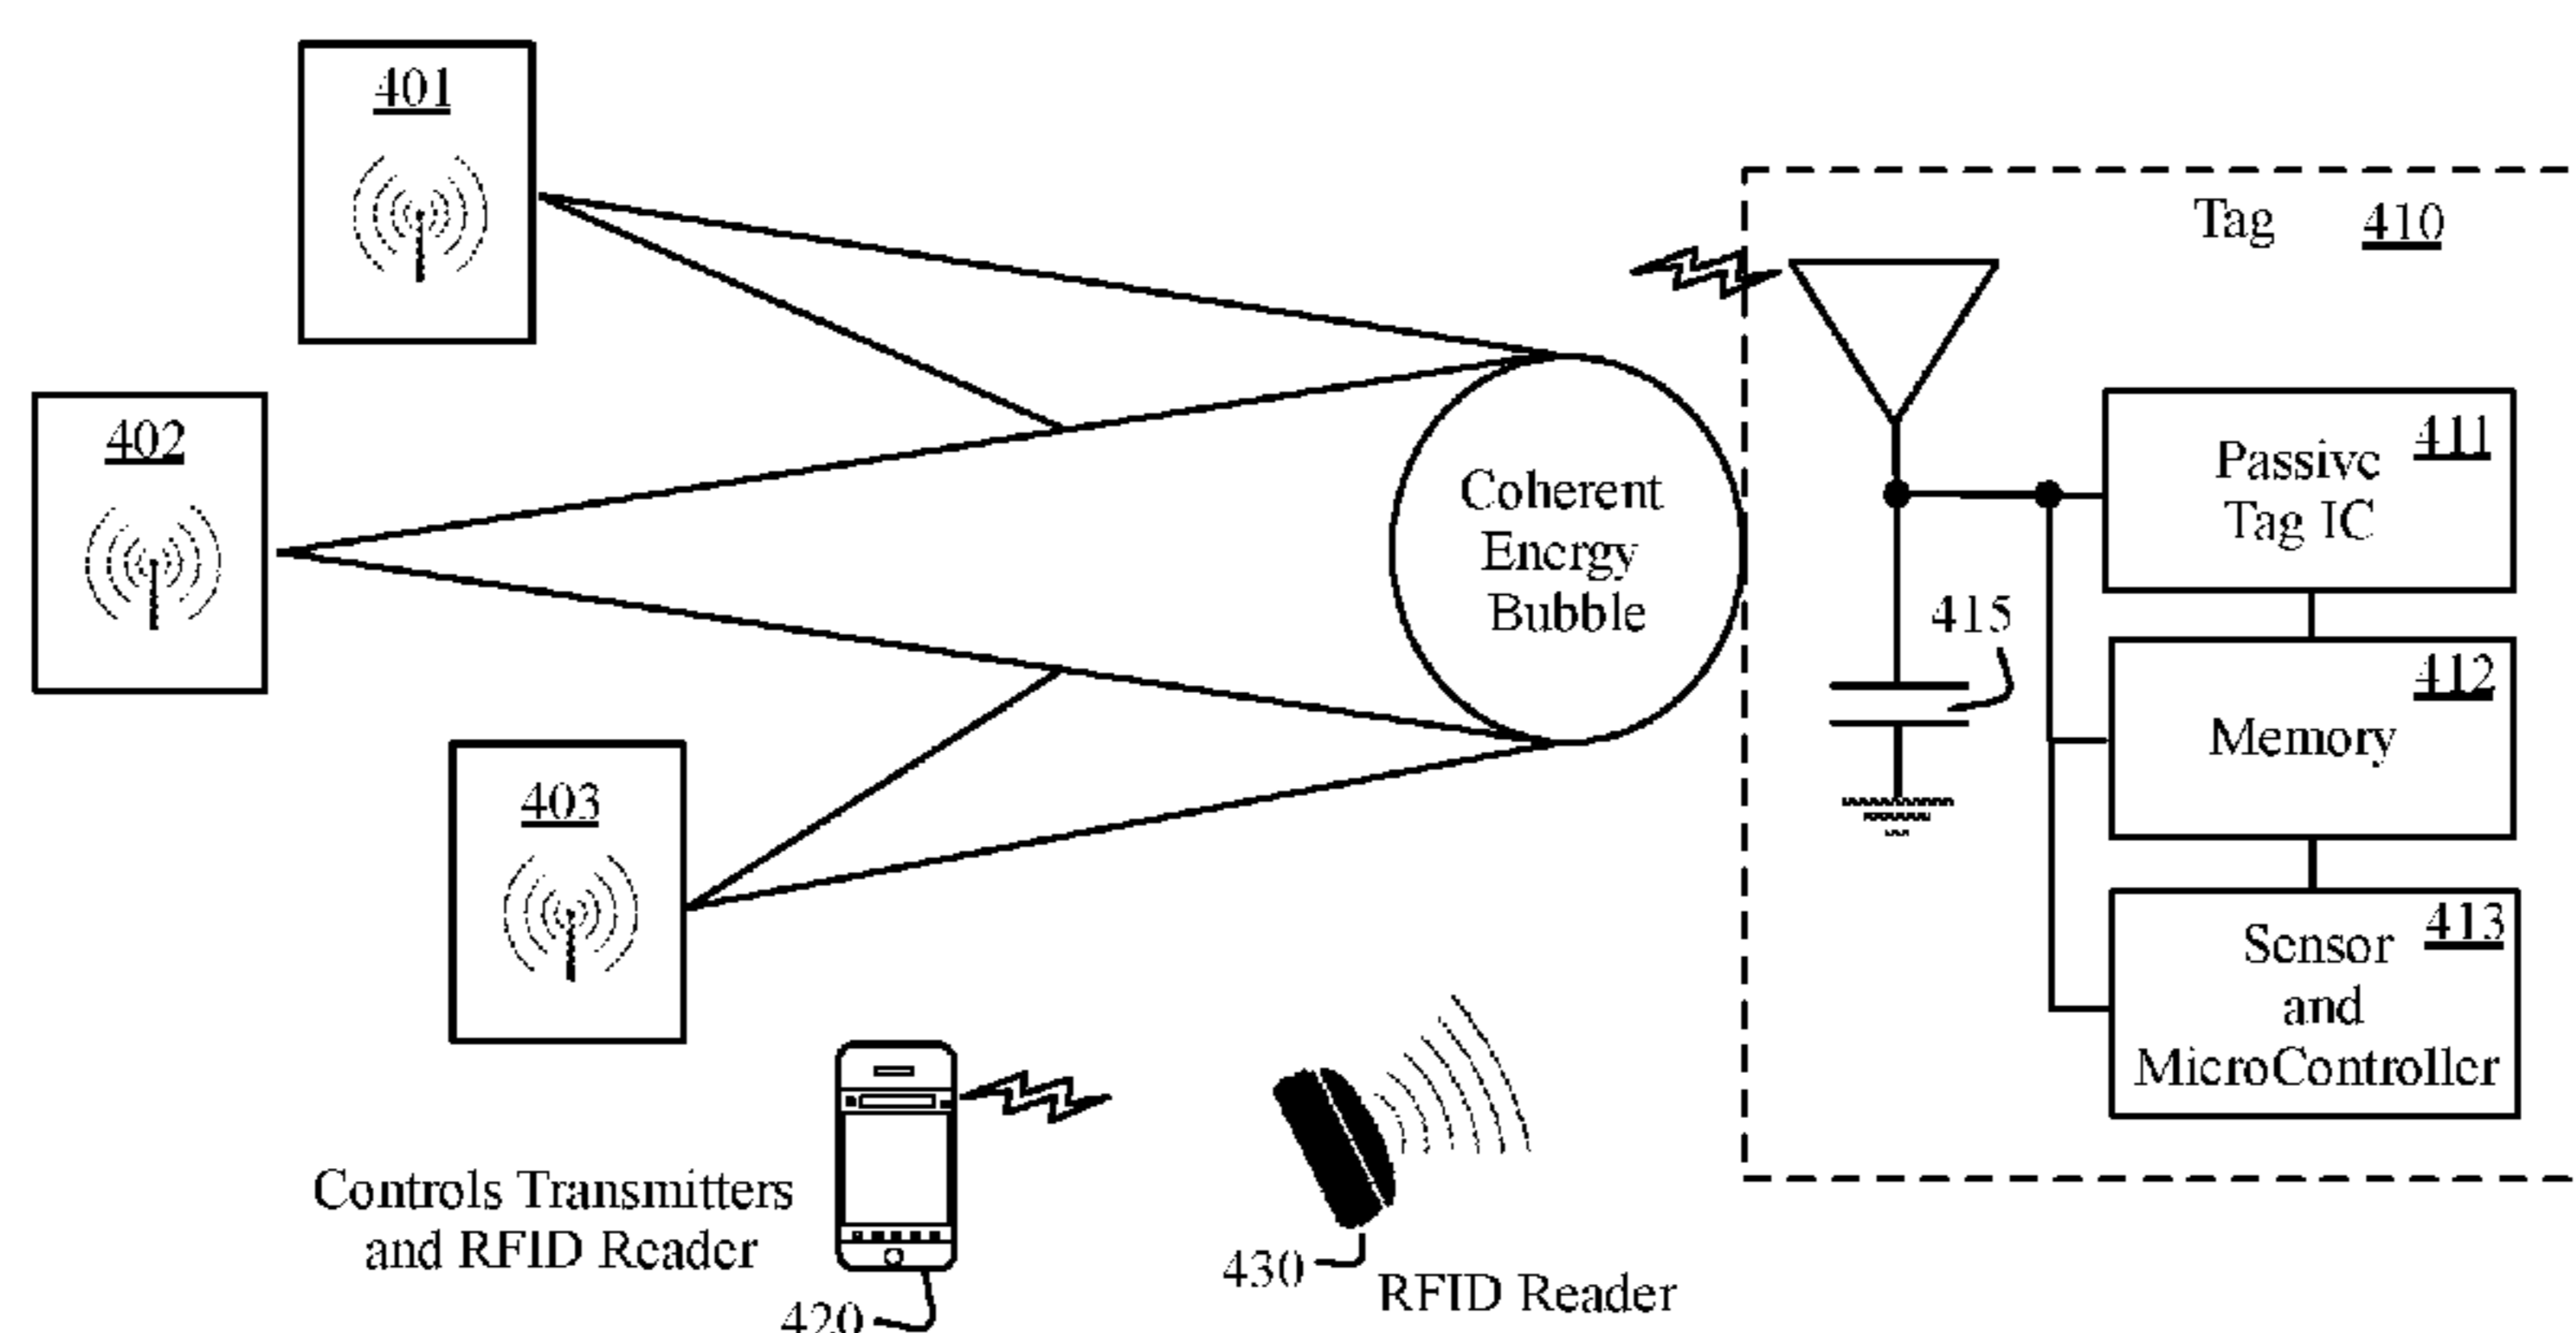 401
Tag 410
402
Passive 411
Tag IC
Coherent
Energy
Bubble
415
412
Memory
403
413
Sensor
and
MicroController
Controls Transmitters
and RFID Reader
420
430
RFID Reader